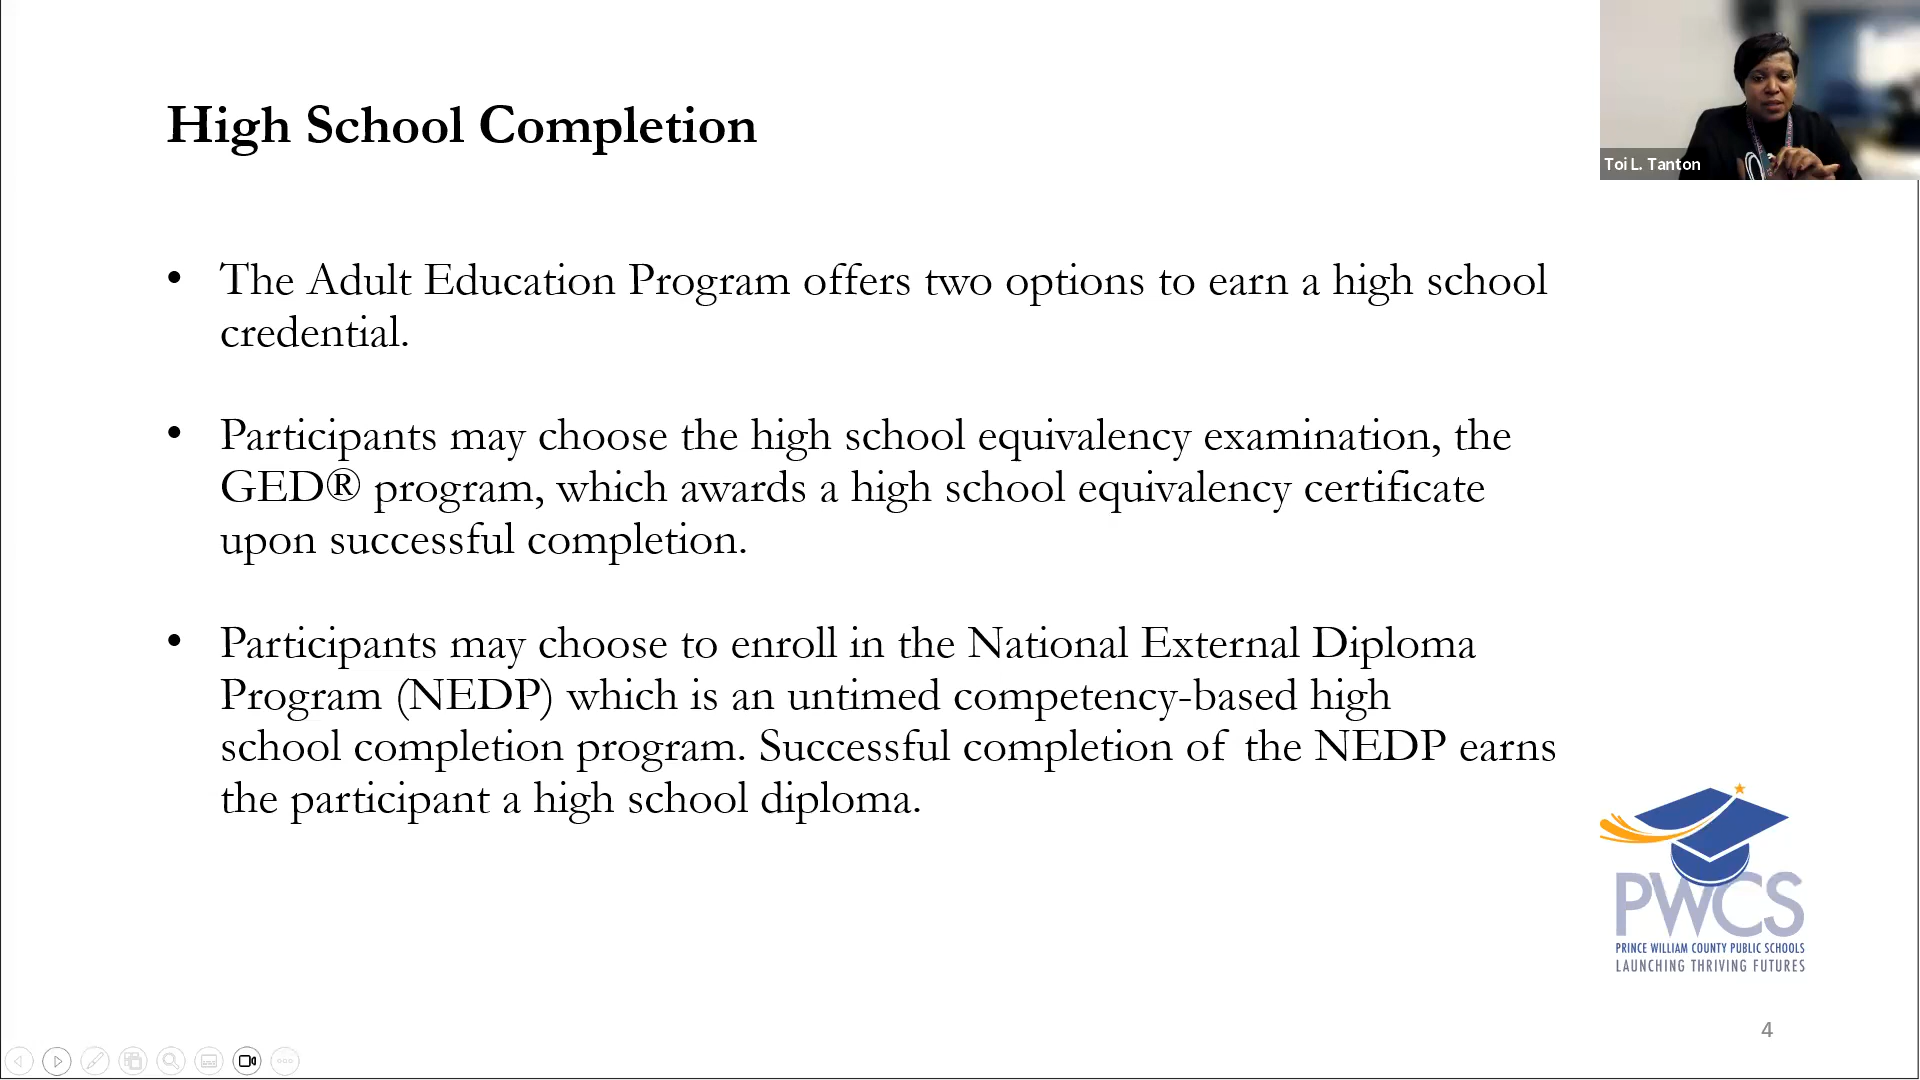 High School Completion
Toi L. Tanton
• The Adult Education Program offers two options to earn a high school
credential.
• Participants may choose the high school equivalency examination, the
GED® program, which awards a high school equivalency certificate
upon successful completion.
• Participants may choose to enroll in the National External Diploma
Program (NEDP) which is an untimed competency-based high
school completion program. Successful completion of the NEDP earns
the participant a high school diploma.
PWCS
PRINCE WILLIAM COUNTY PUBLIC SCHOOLS
LAUNCHING THRIVING FUTURES
4